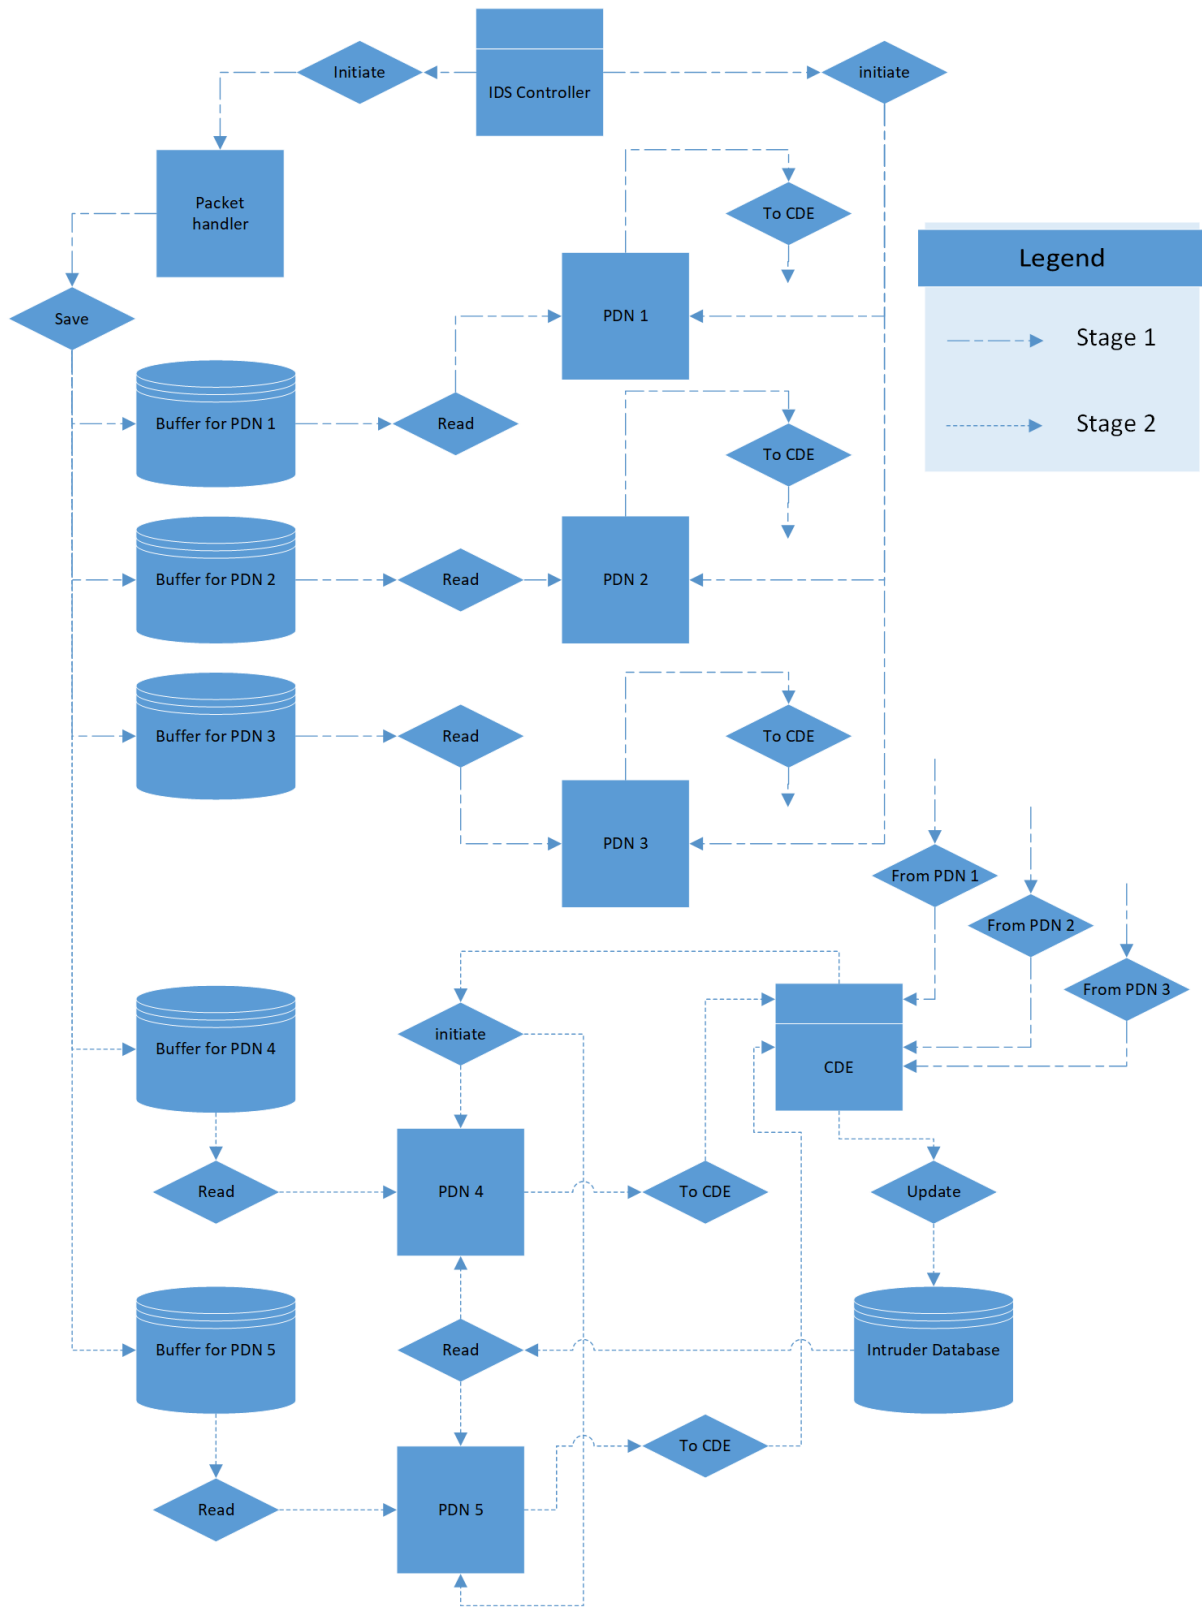 Initiate
IDS Controller
initiate
Packet
handler
To CDE
Legend
Save
PDN 1
Stage 1
Buffer for PDN 1
Read
Stage 2
To CDE
Buffer for PDN 2
Read
PDN 2
Buffer for PDN 3
Read
To CDE
PDN 3
From PDN 1
From PDN 2
From PDN 3
Buffer for PDN 4
initiate
CDE
Read
PDN 4
To CDE
Update
Buffer for PDN 5
Read
Intruder Database
To CDE
Read
PDN 5